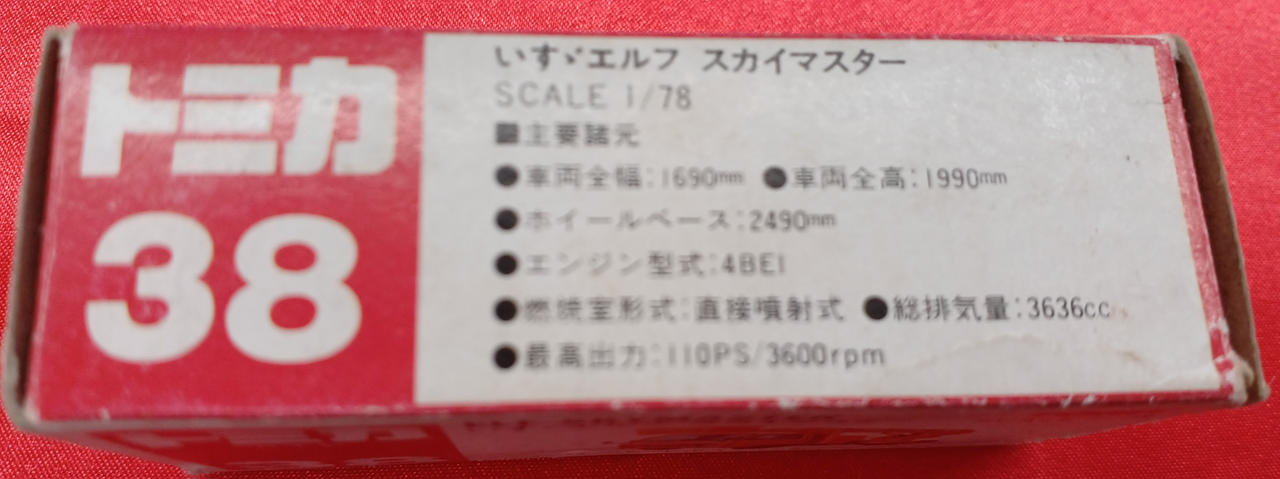 トミカ
38
いすゞエルフ スカイマスター
SCALE 1/78
■主要諸元
●車両全幅:1690mm ●車両全高:1990mm
●ホイールベース:2490mm
●エンジン型式:4BE1
●燃焼室形式:直接噴射式 ●総排気量:3636cc
●最高出力:110PS/3600rpm
トミカ